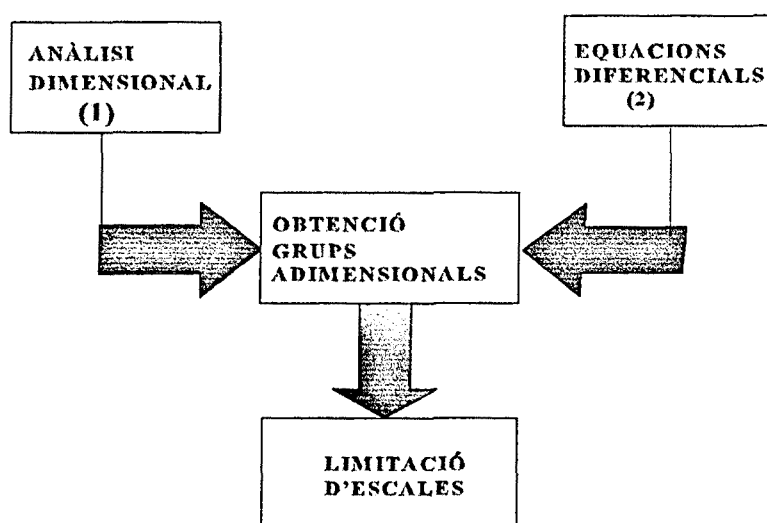 ANÀLISI
DIMENSIONAL
(1)
EQUACIONS
DIFERENCIALS
(2)
OBTENCIÓ
GRUPS
ADIMENSIONALS
LIMITACIÓ
D'ESCALES